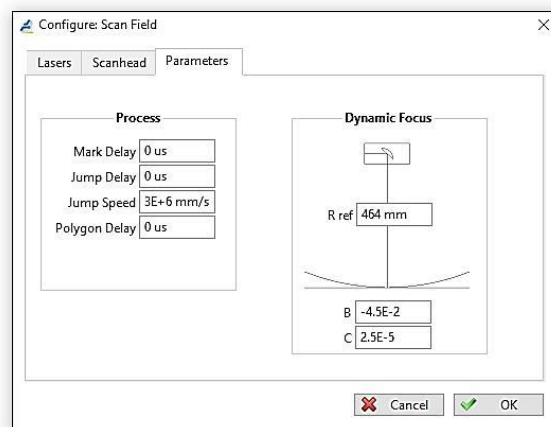 Configure: Scan Field
Lasers
Scanhead
Parameters
Process
Mark Delay 0 us
Jump Delay 0 us
Jump Speed 3E+6 mm/s
Polygon Delay 0 us
Dynamic Focus
R ref 464 mm
B -4.5E-2
C 2.5E-5
Cancel
OK